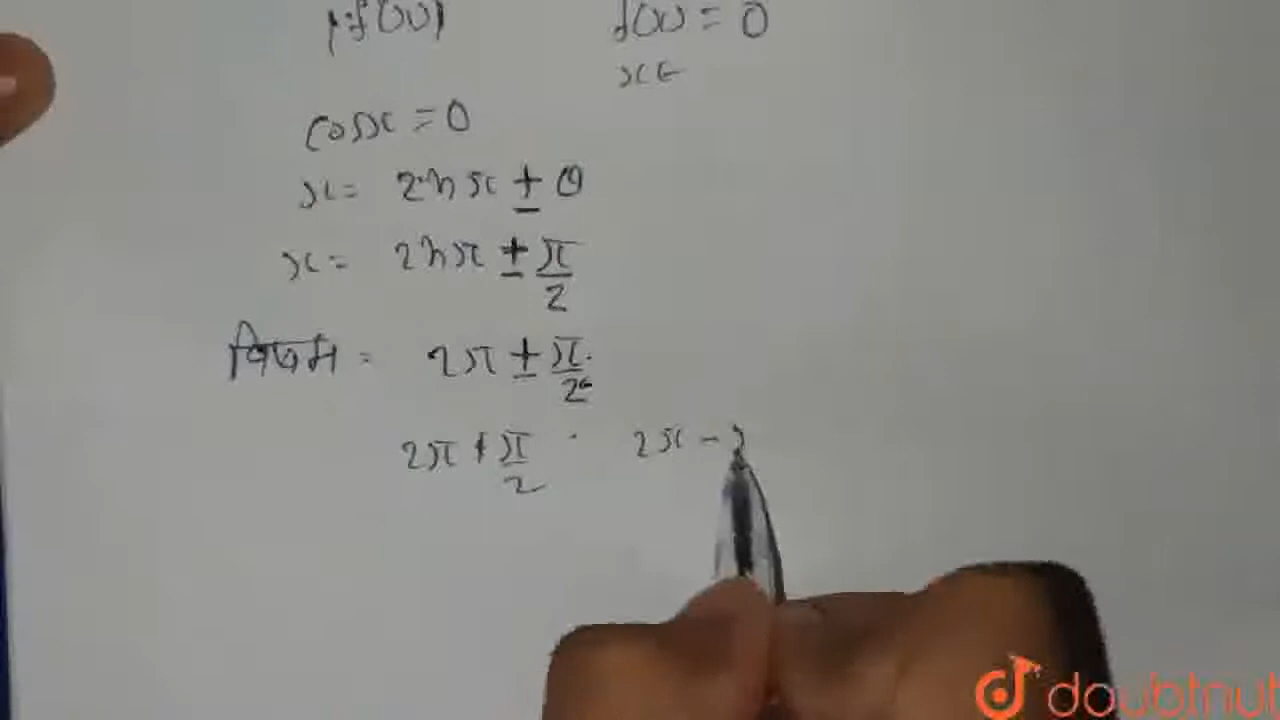 f(x) = 0
x ∈
cos x = 0
x = 2nπ ± θ
x = 2nπ ± π/2
विषम = 2π ± π/2
2π + π/2 2π -
doubtnut